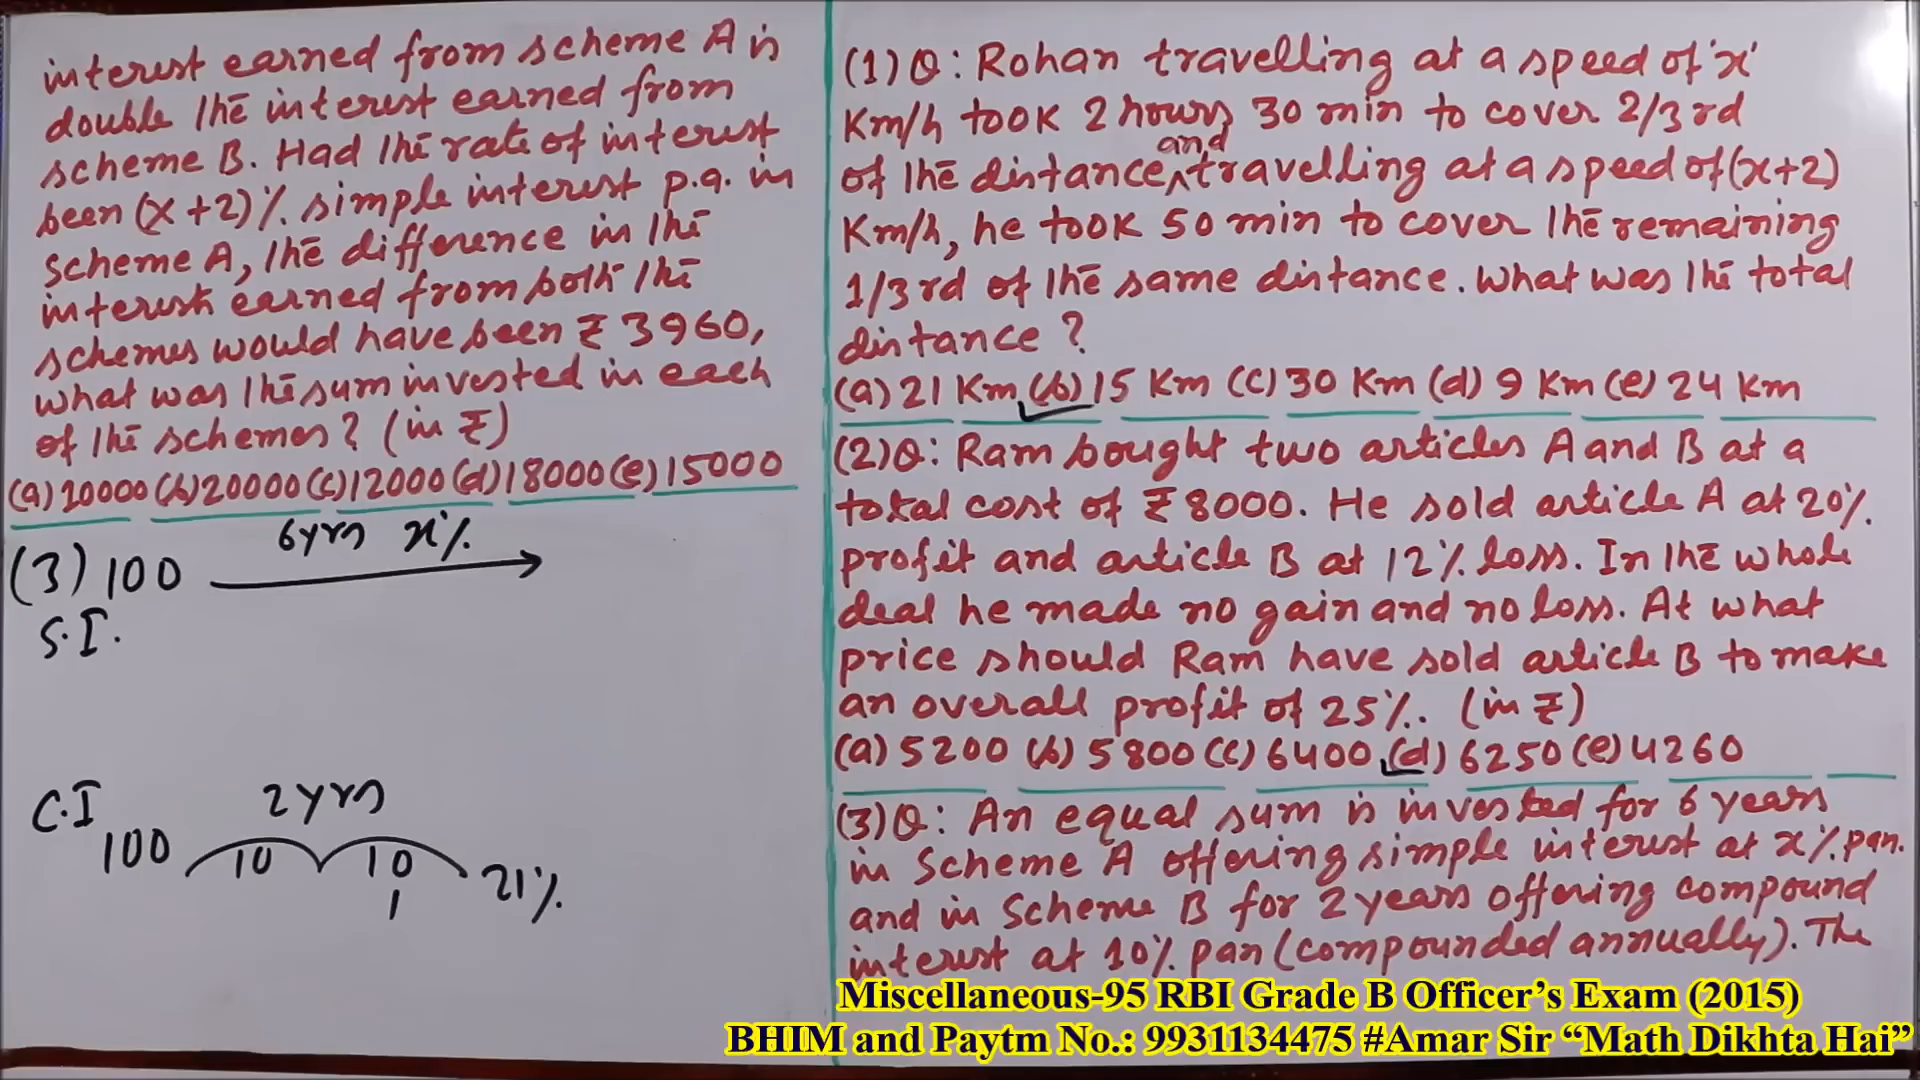 interest earned from scheme A is
double the interest earned from
scheme B. Had the rate of interest
been (x+2)% simple interest p.a. in
scheme A, the difference in the
interest earned from both the
schemes would have been ₹ 3960,
what was the sum invested in each
of the schemes? (in ₹)
(a) 10000 (b) 20000 (c) 12000 (d) 18000 (e) 15000
(3) 100 6yrs x%
S.I.
C.I 2yrs
100 10 10 21%
1
(1) Q: Rohan travelling at a speed of 'x'
Km/h took 2 hours 30 min to cover 2/3rd
of the distance and travelling at a speed of (x+2)
Km/h, he took 50 min to cover the remaining
1/3rd of the same distance. What was the total
distance?
(a) 21 Km (b) 15 Km (c) 30 Km (d) 9 Km (e) 24 Km
(2) Q: Ram bought two articles A and B at a
total cost of ₹ 8000. He sold article A at 20%
profit and article B at 12% loss. In the whole
deal he made no gain and no loss. At what
price should Ram have sold article B to make
an overall profit of 25%. (in ₹)
(a) 5200 (b) 5800 (c) 6400 (d) 6250 (e) 4260
(3) Q: An equal sum is invested for 6 years
in Scheme A offering simple interest at x% pan.
and in Scheme B for 2 years offering compound
interest at 10% pan (compounded annually). The
Miscellaneous-95 RBI Grade B Officer's Exam (2015)
BHIM and Paytm No.: 9931134475 #Amar Sir “Math Dikhta Hai”